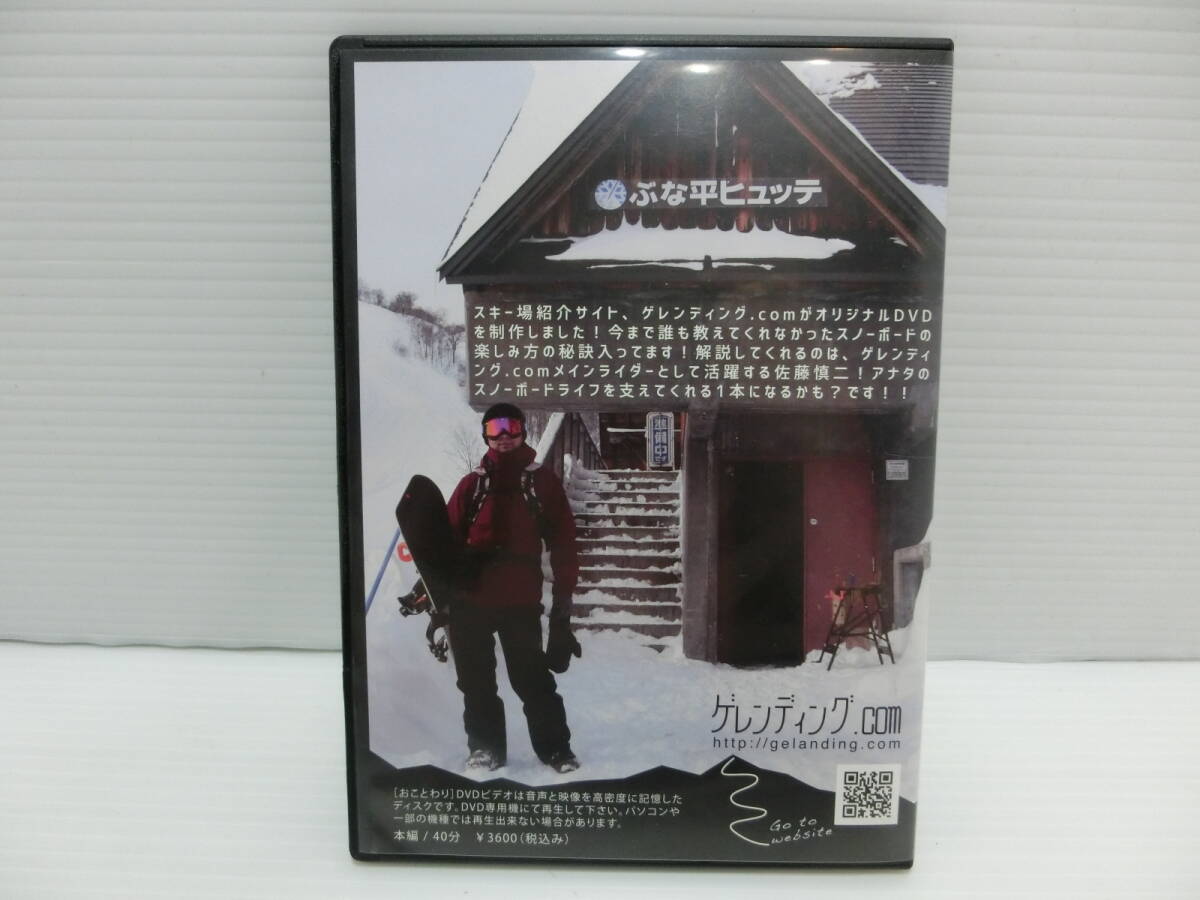 ぶな平ヒュッテ
スキー場紹介サイト、ゲレンディング.comがオリジナルDVD
を制作しました!今まで誰も教えてくれなかったスノーボードの
楽しみ方の秘訣入ってます!解説してくれるのは、ゲレンディ
ング.comメインライダーとして活躍する佐藤慎二!アナタの
スノーボードライフを支えてくれる1本になるかも?です!!
準備中
ゲレンディング.com
http://gelanding.com
[おことわり]DVDビデオは音声と映像を高密度に記憶した
ディスクです。DVD専用機にて再生して下さい。パソコンや
一部の機種では再生出来ない場合があります。
本編/40分 ¥3600(税込み)
Go to
website